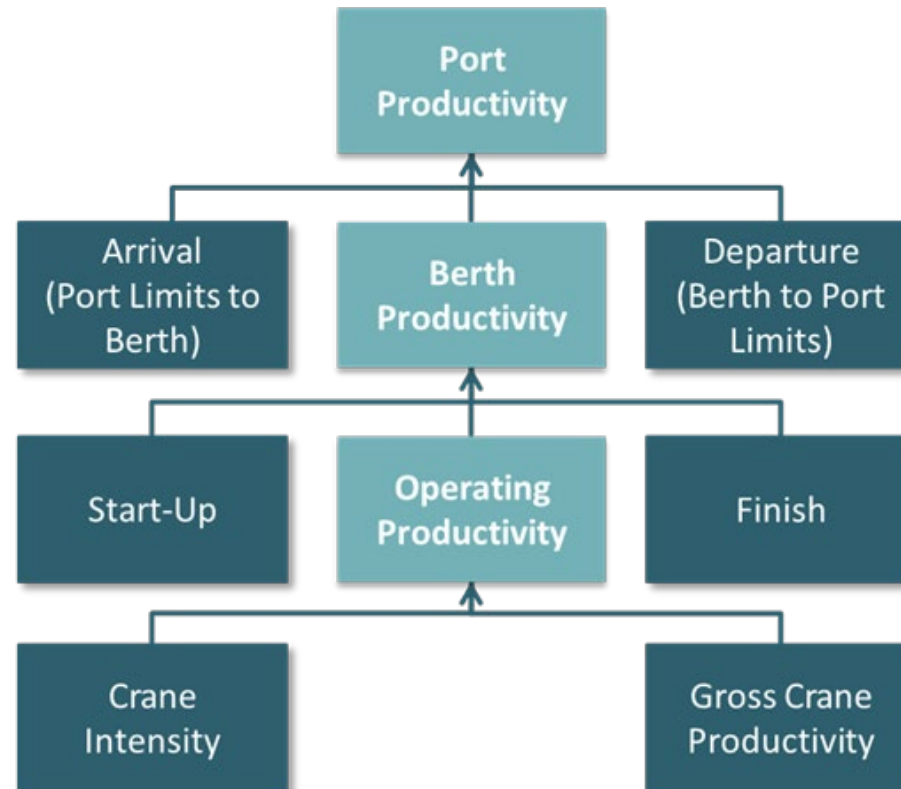 Port
Productivity
Arrival
(Port Limits to
Berth)
Berth
Productivity
Departure
(Berth to Port
Limits)
Start-Up
Operating
Productivity
Finish
Crane
Intensity
Gross Crane
Productivity